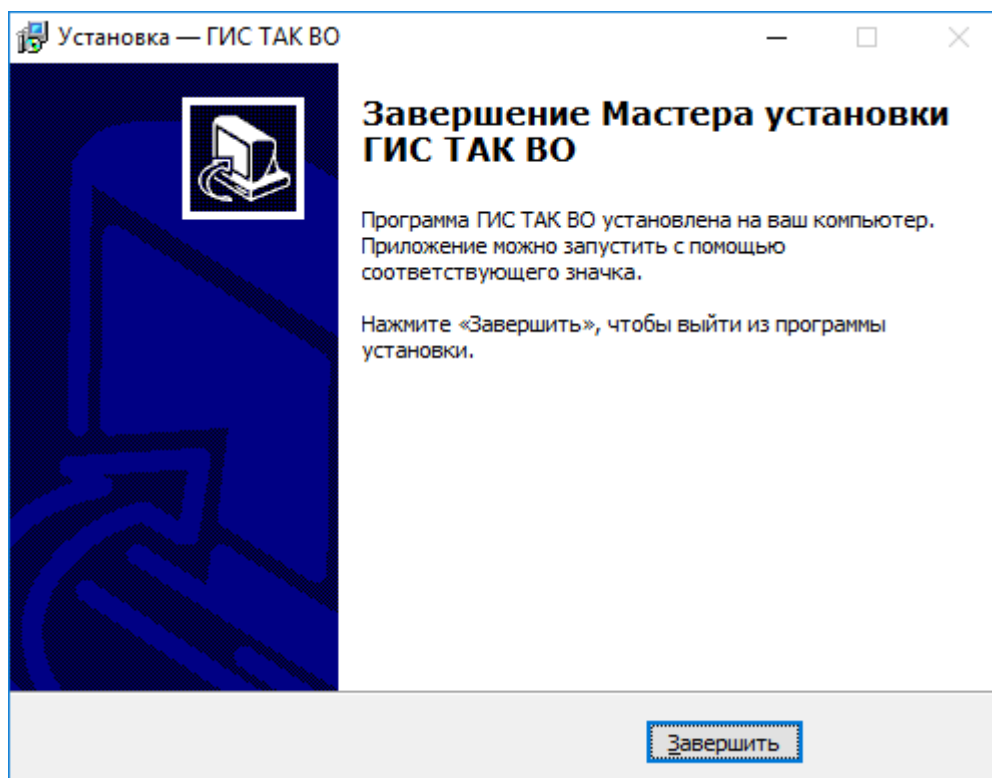 Установка — ГИС ТАК ВО
Завершение Мастера установки
ГИС ТАК ВО
Программа ГИС ТАК ВО установлена на ваш компьютер.
Приложение можно запустить с помощью
соответствующего значка.
Нажмите «Завершить», чтобы выйти из программы
установки.
Завершить